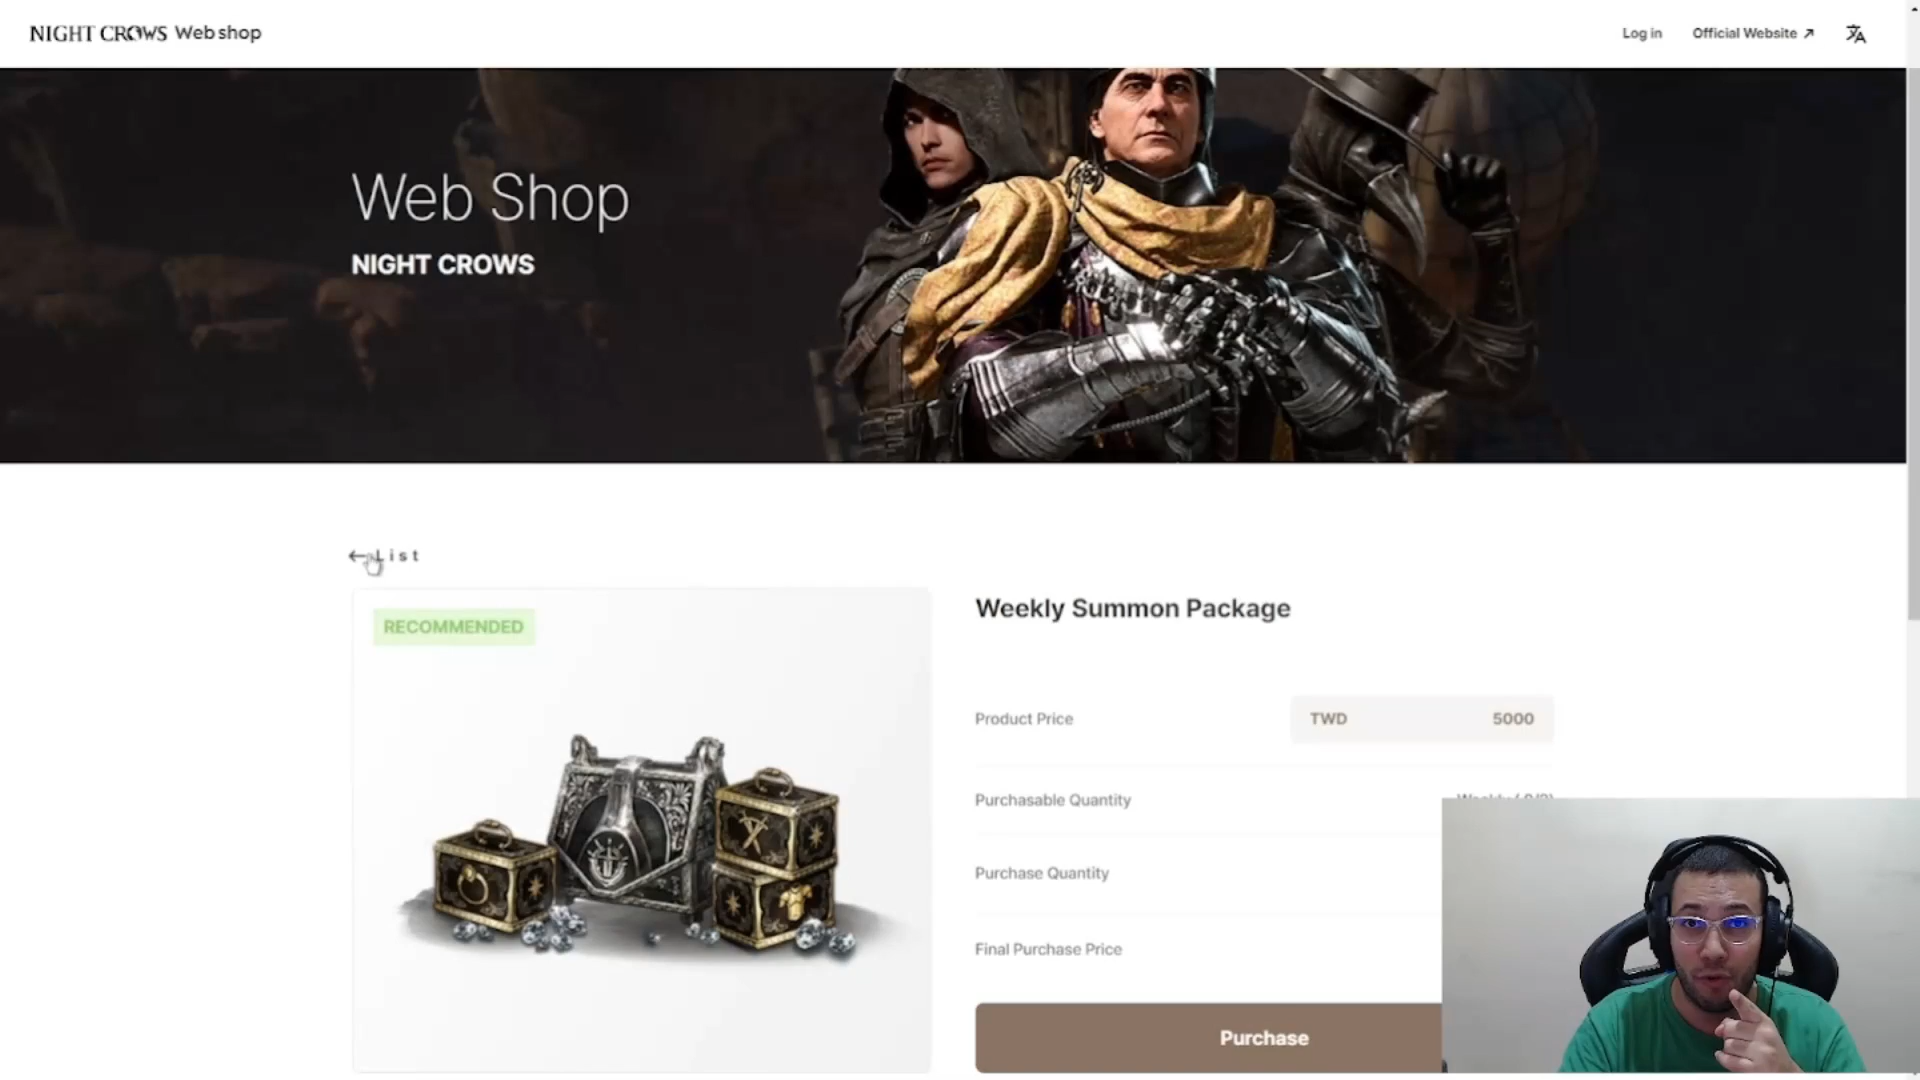 NIGHT CROWS Web shop
Log in
Official Website
Web Shop
NIGHT CROWS
List
RECOMMENDED
Weekly Summon Package
Product Price
TWD 5000
Purchasable Quantity
Purchase Quantity
Final Purchase Price
Purchase